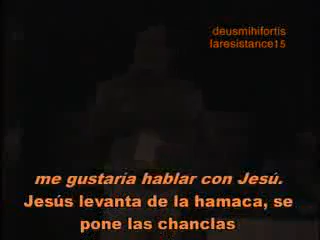 deusmihifortis
laresistance15
me gustaría hablar con Jesú.
Jesús levanta de la hamaca, se
pone las chanclas